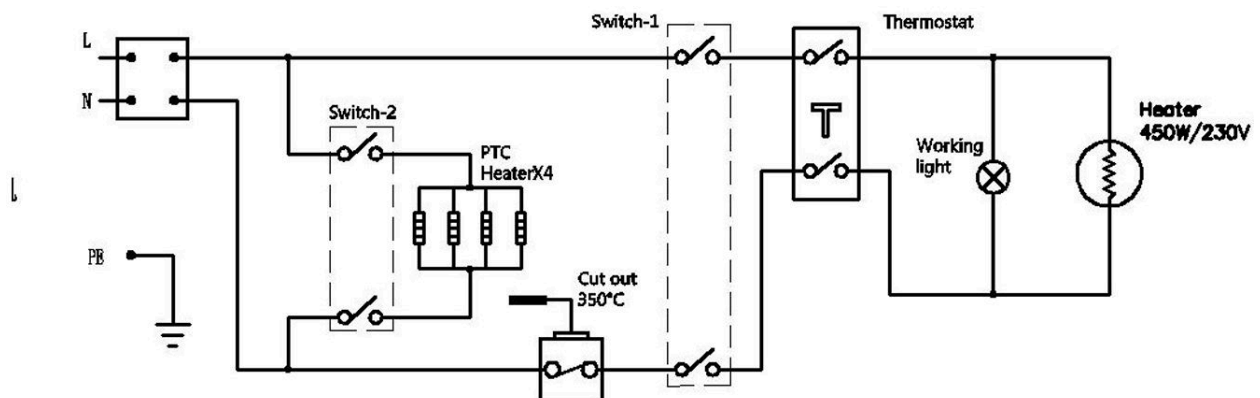 Switch-1
Thermostat
L
N
Switch-2
PTC
HeaterX4
T
Working
light
Heater
450W/230V
L
PE
Cut out
350°C